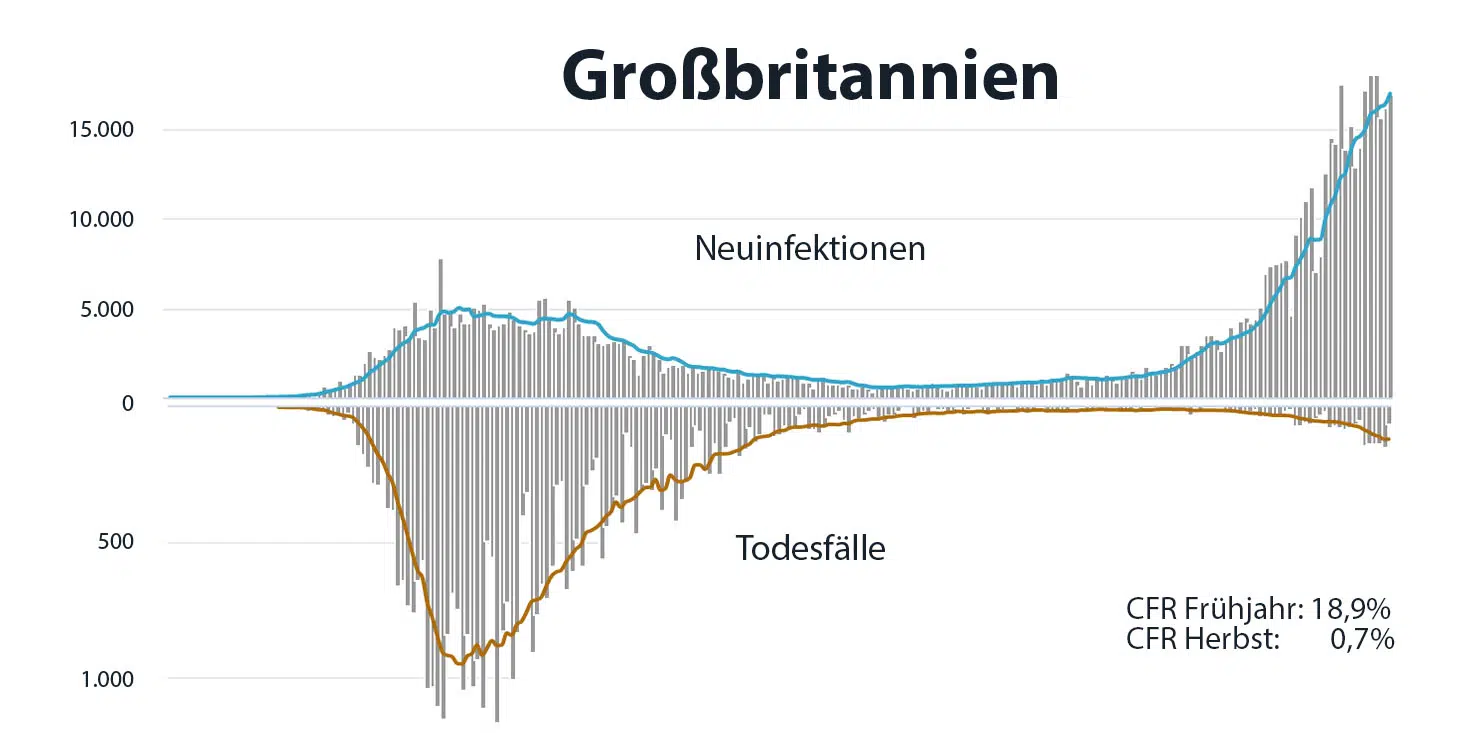 Großbritannien
15.000
10.000
Neuinfektionen
5.000
0
500
Todesfälle
CFR Frühjahr: 18,9%
CFR Herbst: 0,7%
1.000